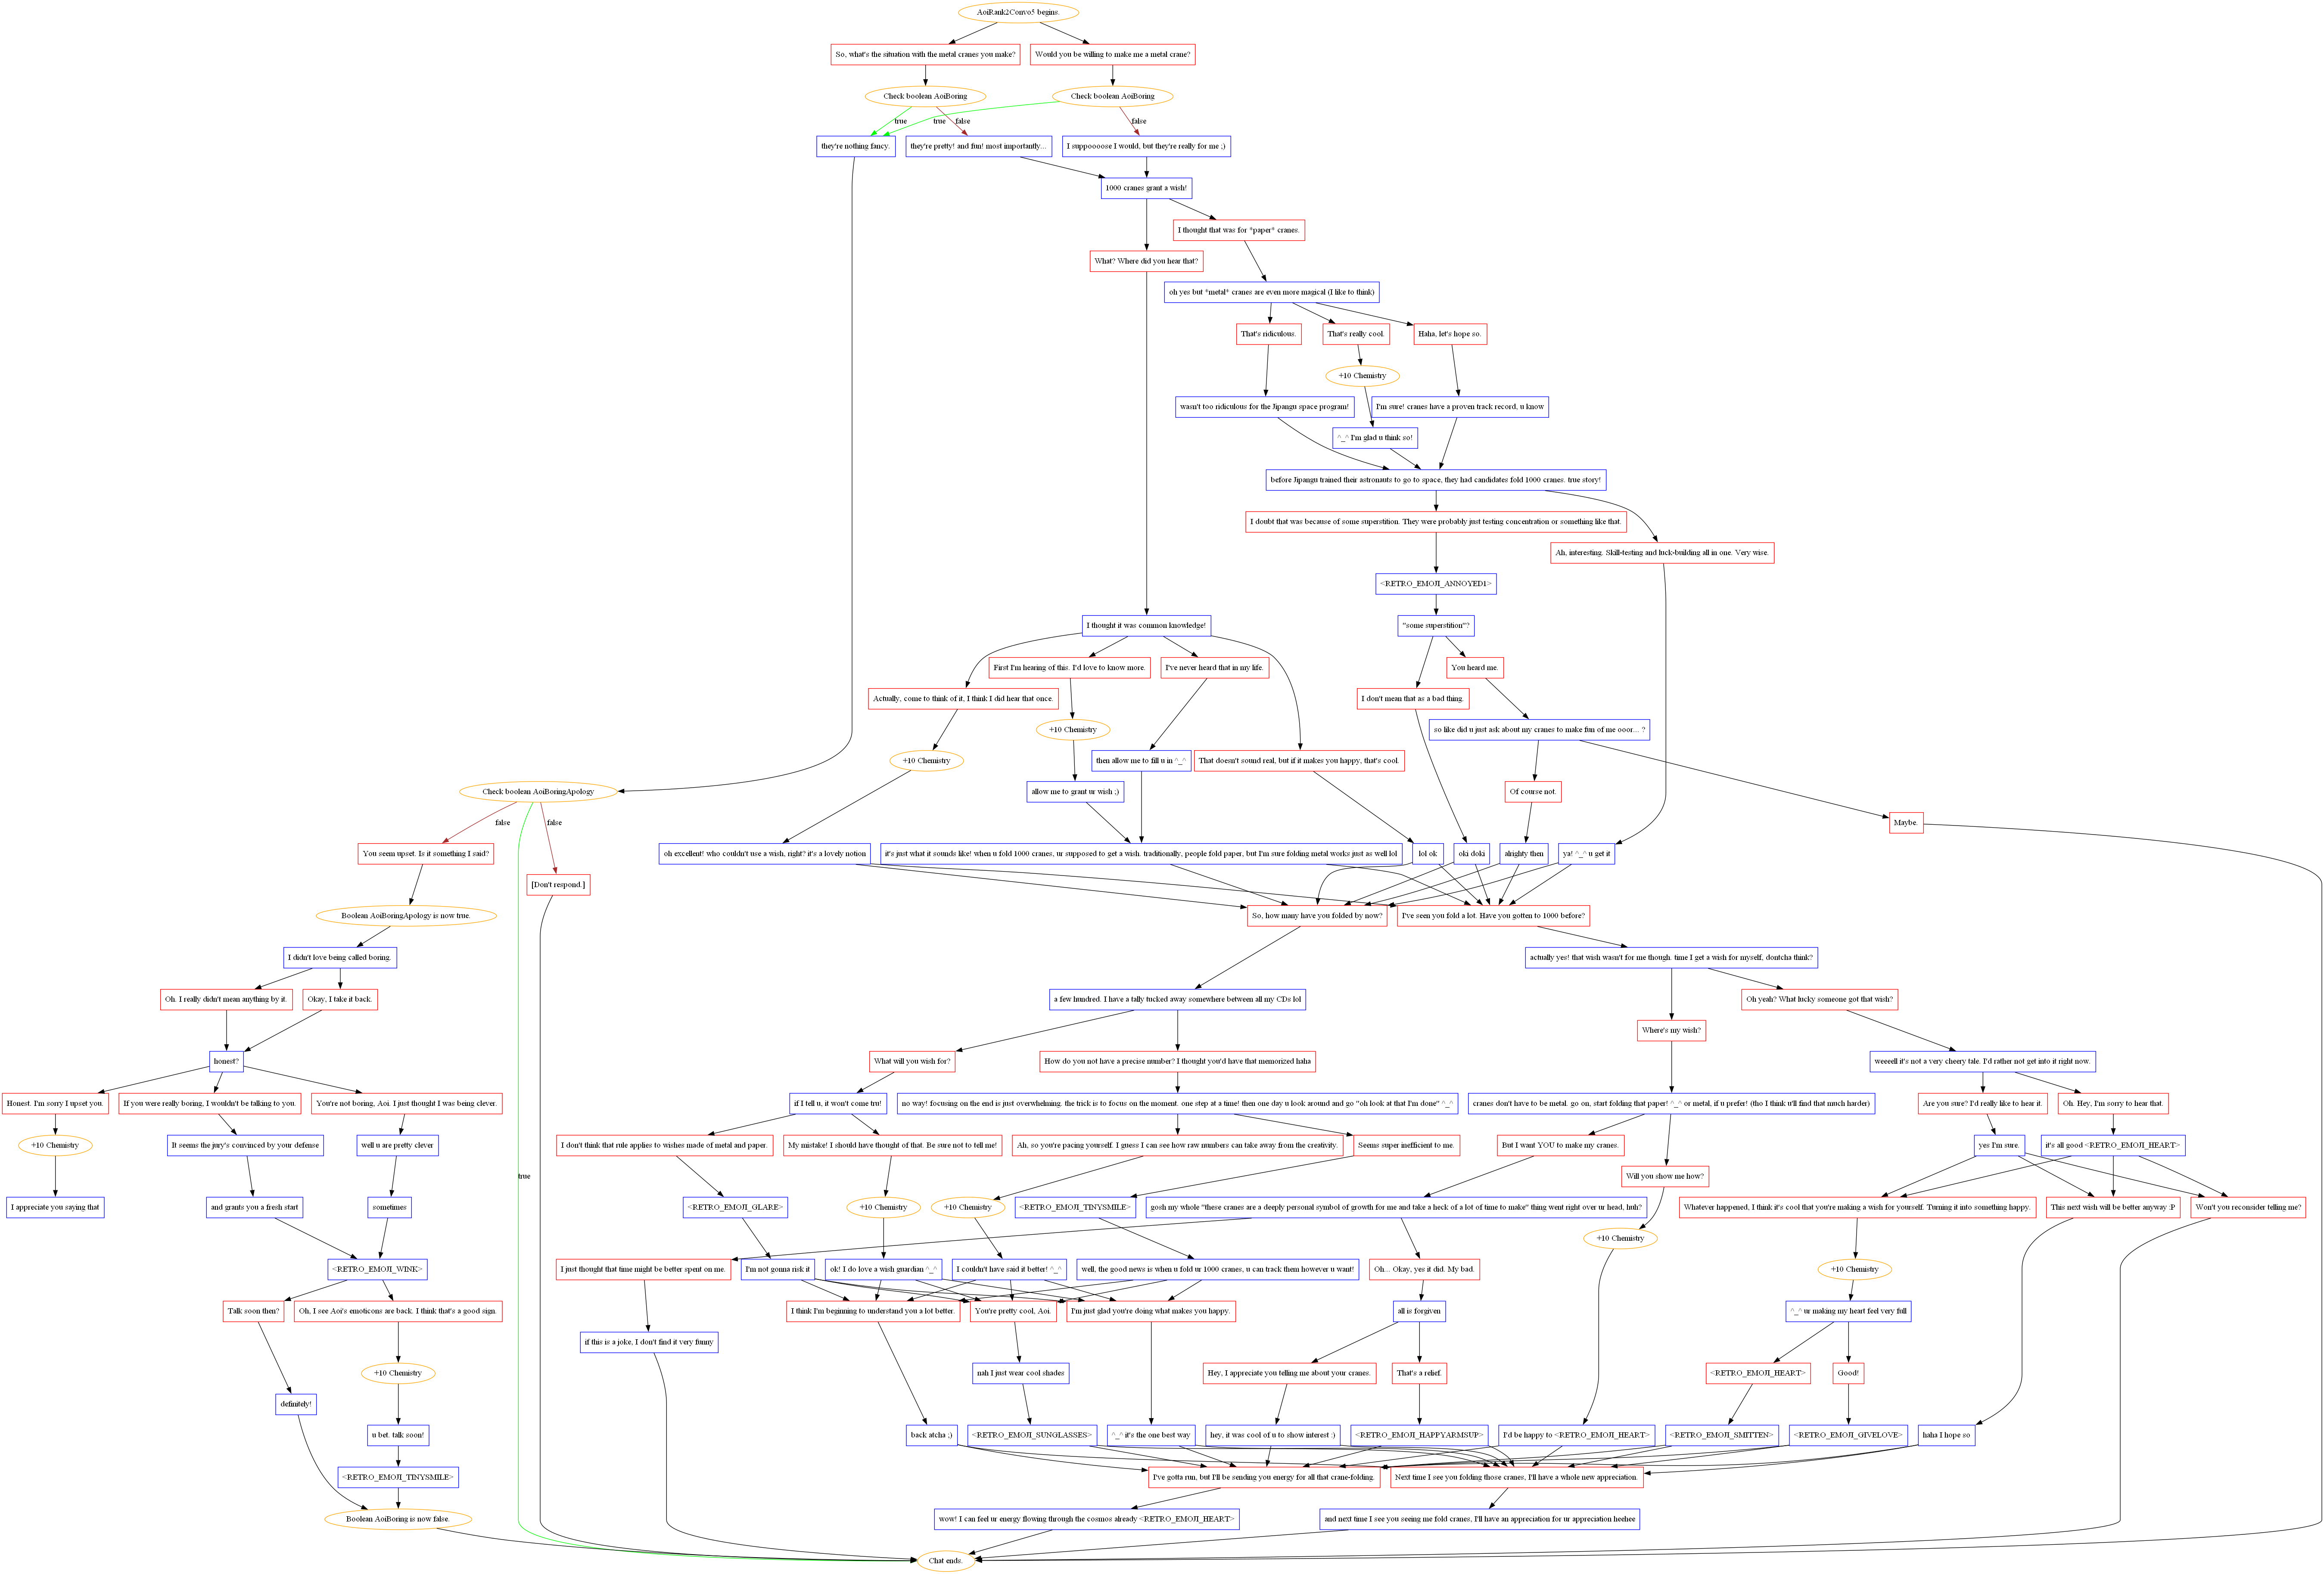 AoiRank2Convo5 begins.
So, what's the situation with the metal cranes you make?
Would you be willing to make me a metal crane?
Check boolean AoiBoring
Check boolean AoiBoring
true
true
false
false
they're nothing fancy.
they're pretty! and fun! most importantly...
I suppoooose I would, but they're really for me ;)
1000 cranes grant a wish!
I thought that was for *paper* cranes.
What? Where did you hear that?
oh yes but *metal* cranes are even more magical (I like to think)
That's ridiculous.
That's really cool.
Haha, let's hope so.
+10 Chemistry
wasn't too ridiculous for the Jipangu space program!
I'm sure! cranes have a proven track record, u know
^_^ I'm glad u think so!
before Jipangu trained their astronauts to go to space, they had candidates fold 1000 cranes. true story!
I doubt that was because of some superstition. They were probably just testing concentration or something like that.
Ah, interesting. Skill-testing and luck-building all in one. Very wise.
<RETRO_EMOJI_ANNOYED1>
I thought it was common knowledge!
"some superstition"?
First I'm hearing of this. I'd love to know more.
I've never heard that in my life.
You heard me.
Actually, come to think of it, I think I did hear that once.
I don't mean that as a bad thing.
+10 Chemistry
so like did u just ask about my cranes to make fun of me ooor... ?
+10 Chemistry
then allow me to fill u in ^_^
That doesn't sound real, but if it makes you happy, that's cool.
Check boolean AoiBoringApology
allow me to grant ur wish ;)
Of course not.
false
false
Maybe.
You seem upset. Is it something I said?
oh excellent! who couldn't use a wish, right? it's a lovely notion
it's just what it sounds like! when u fold 1000 cranes, ur supposed to get a wish. traditionally, people fold paper, but I'm sure folding metal works just as well lol
lol ok
oki doki
alrighty then
ya! ^_^ u get it
[Don't respond.]
Boolean AoiBoringApology is now true.
So, how many have you folded by now?
I've seen you fold a lot. Have you gotten to 1000 before?
I didn't love being called boring.
actually yes! that wish wasn't for me though. time I get a wish for myself, dontcha think?
Oh. I really didn't mean anything by it.
Okay, I take it back.
a few hundred. I have a tally tucked away somewhere between all my CDs lol
Oh yeah? What lucky someone got that wish?
Where's my wish?
honest?
What will you wish for?
How do you not have a precise number? I thought you'd have that memorized haha
weeeell it's not a very cheery tale. I'd rather not get into it right now.
Honest. I'm sorry I upset you.
If you were really boring, I wouldn't be talking to you.
You're not boring, Aoi. I just thought I was being clever.
if I tell u, it won't come tru!
no way! focusing on the end is just overwhelming. the trick is to focus on the moment. one step at a time! then one day u look around and go "oh look at that I'm done" ^_^
cranes don't have to be metal. go on, start folding that paper! ^_^ or metal, if u prefer! (tho I think u'll find that much harder)
Are you sure? I'd really like to hear it.
Oh. Hey, I'm sorry to hear that.
+10 Chemistry
It seems the jury's convinced by your defense
well u are pretty clever
I don't think that rule applies to wishes made of metal and paper.
My mistake! I should have thought of that. Be sure not to tell me!
Ah, so you're pacing yourself. I guess I can see how raw numbers can take away from the creativity.
Seems super inefficient to me.
But I want YOU to make my cranes.
yes I'm sure.
it's all good <RETRO_EMOJI_HEART>
true
Will you show me how?
I appreciate you saying that
and grants you a fresh start
sometimes
<RETRO_EMOJI_GLARE>
+10 Chemistry
+10 Chemistry
<RETRO_EMOJI_TINYSMILE>
gosh my whole "these cranes are a deeply personal symbol of growth for me and take a heck of a lot of time to make" thing went right over ur head, huh?
Whatever happened, I think it's cool that you're making a wish for yourself. Turning it into something happy.
This next wish will be better anyway :P
Won't you reconsider telling me?
+10 Chemistry
<RETRO_EMOJI_WINK>
I just thought that time might be better spent on me.
I'm not gonna risk it
ok! I do love a wish guardian ^_^
I couldn't have said it better! ^_^
well, the good news is when u fold ur 1000 cranes, u can track them however u want!
Oh... Okay, yes it did. My bad.
+10 Chemistry
Talk soon then?
Oh, I see Aoi's emoticons are back. I think that's a good sign.
I think I'm beginning to understand you a lot better.
You're pretty cool, Aoi.
I'm just glad you're doing what makes you happy.
all is forgiven
^_^ ur making my heart feel very full
if this is a joke, I don't find it very funny
+10 Chemistry
nah I just wear cool shades
Hey, I appreciate you telling me about your cranes.
That's a relief.
<RETRO_EMOJI_HEART>
Good!
definitely!
u bet. talk soon!
back atcha ;)
<RETRO_EMOJI_SUNGLASSES>
^_^ it's the one best way
hey, it was cool of u to show interest :)
<RETRO_EMOJI_HAPPYARMSUP>
I'd be happy to <RETRO_EMOJI_HEART>
<RETRO_EMOJI_SMITTEN>
<RETRO_EMOJI_GIVELOVE>
haha I hope so
<RETRO_EMOJI_TINYSMILE>
I've gotta run, but I'll be sending you energy for all that crane-folding.
Next time I see you folding those cranes, I'll have a whole new appreciation.
Boolean AoiBoring is now false.
wow! I can feel ur energy flowing through the cosmos already <RETRO_EMOJI_HEART>
and next time I see you seeing me fold cranes, I'll have an appreciation for ur appreciation heehee
Chat ends.